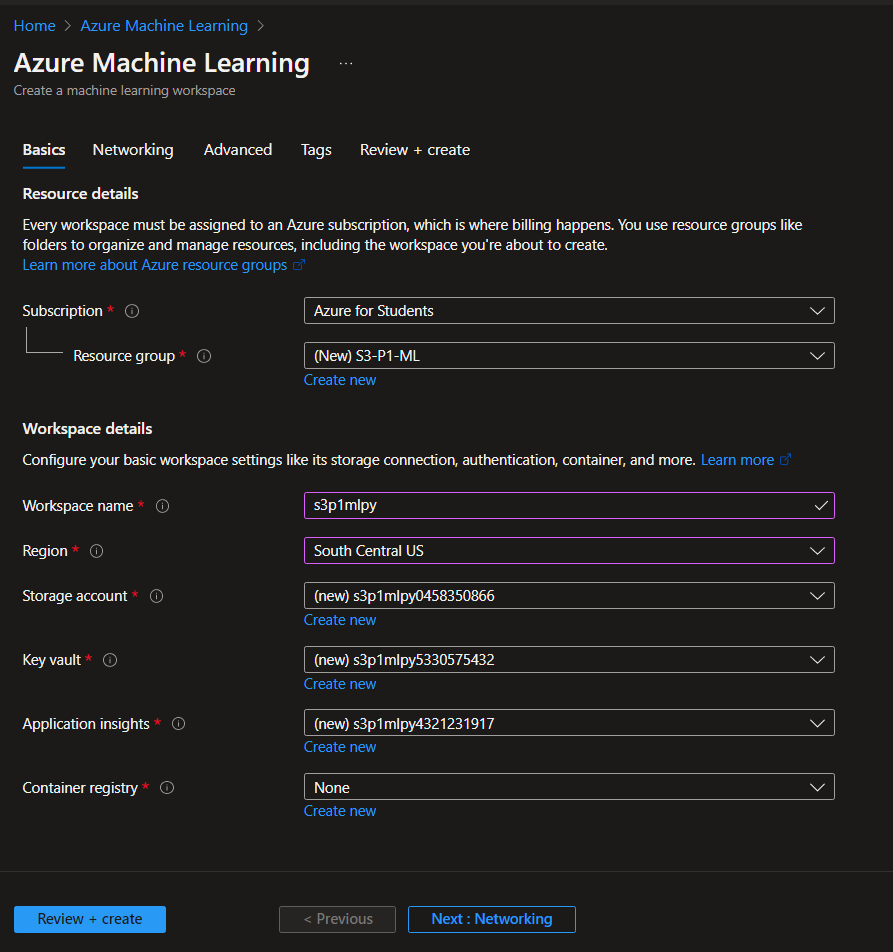 Home > Azure Machine Learning >
Azure Machine Learning ...
Create a machine learning workspace
Basics Networking Advanced Tags Review + create
Resource details
Every workspace must be assigned to an Azure subscription, which is where billing happens. You use resource groups like
folders to organize and manage resources, including the workspace you're about to create.
Learn more about Azure resource groups
Subscription * Azure for Students
Resource group * (New) S3-P1-ML
Create new
Workspace details
Configure your basic workspace settings like its storage connection, authentication, container, and more. Learn more
Workspace name * s3p1mlpy
Region * South Central US
Storage account * (new) s3p1mlpy0458350866
Create new
Key vault * (new) s3p1mlpy5330575432
Create new
Application insights * (new) s3p1mlpy4321231917
Create new
Container registry * None
Create new
Review + create < Previous Next : Networking